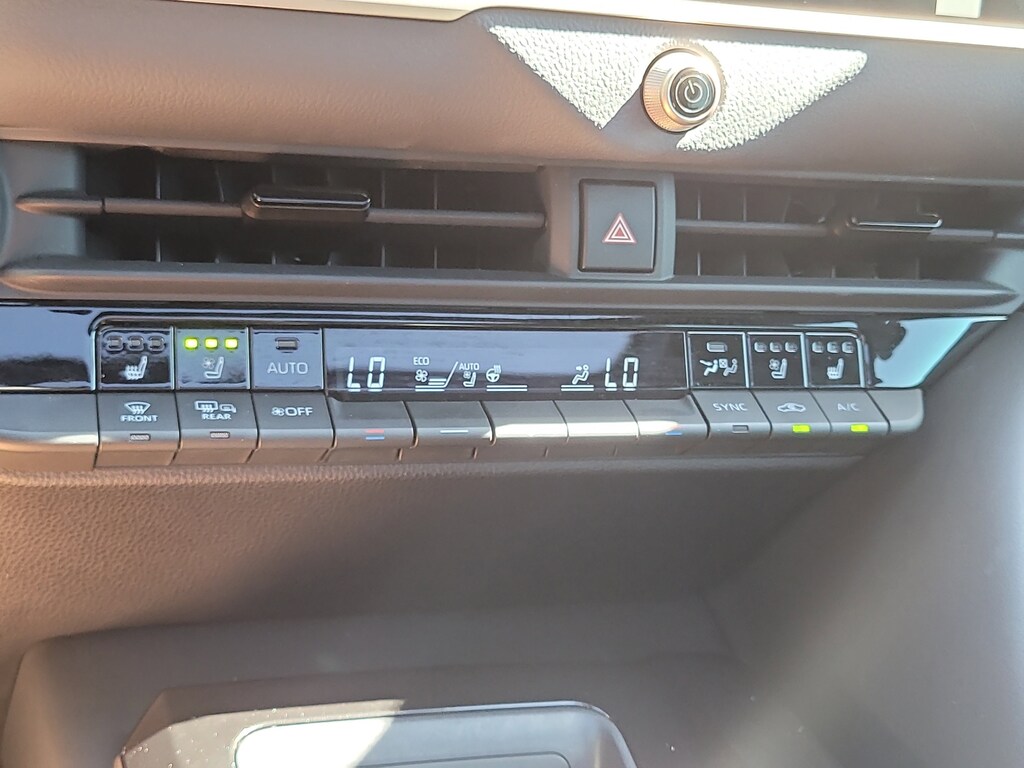 AUTO
LO
ECO
AUTO
LO
FRONT
REAR
OFF
SYNC
A/C